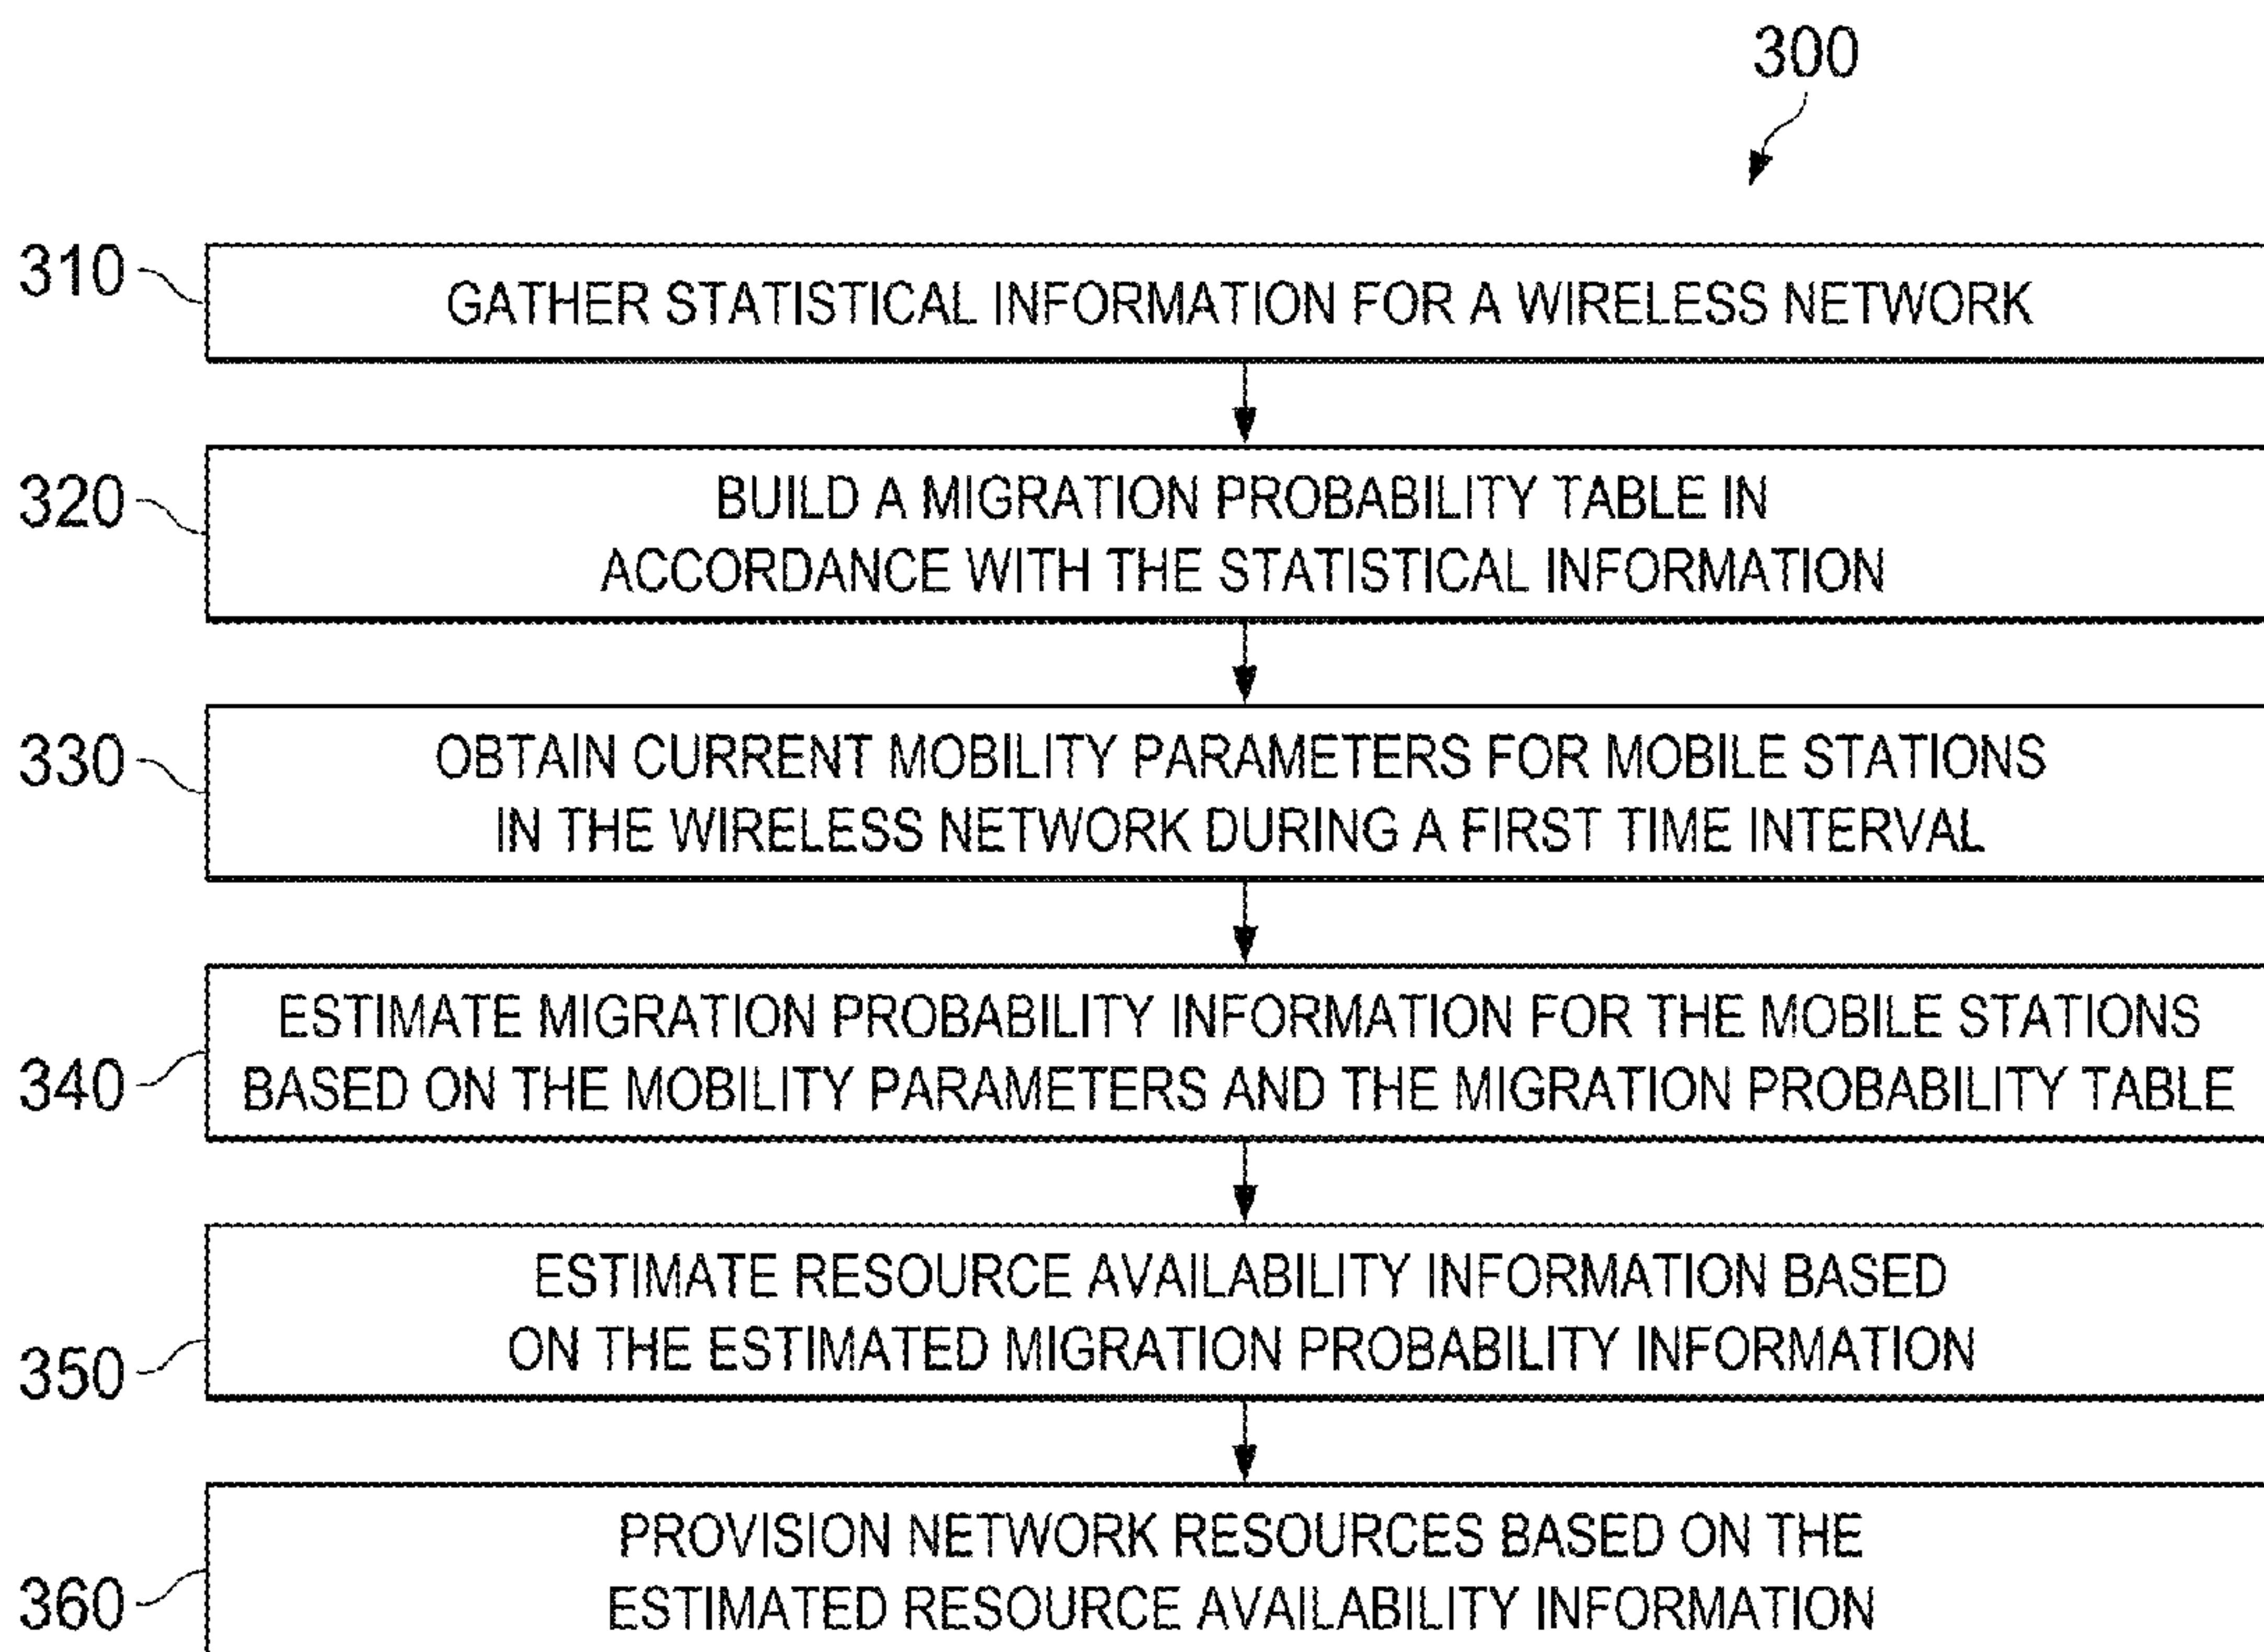 300
310
GATHER STATISTICAL INFORMATION FOR A WIRELESS NETWORK
320
BUILD A MIGRATION PROBABILITY TABLE IN
ACCORDANCE WITH THE STATISTICAL INFORMATION
330
OBTAIN CURRENT MOBILITY PARAMETERS FOR MOBILE STATIONS
IN THE WIRELESS NETWORK DURING A FIRST TIME INTERVAL
340
ESTIMATE MIGRATION PROBABILITY INFORMATION FOR THE MOBILE STATIONS
BASED ON THE MOBILITY PARAMETERS AND THE MIGRATION PROBABILITY TABLE
350
ESTIMATE RESOURCE AVAILABILITY INFORMATION BASED
ON THE ESTIMATED MIGRATION PROBABILITY INFORMATION
360
PROVISION NETWORK RESOURCES BASED ON THE
ESTIMATED RESOURCE AVAILABILITY INFORMATION